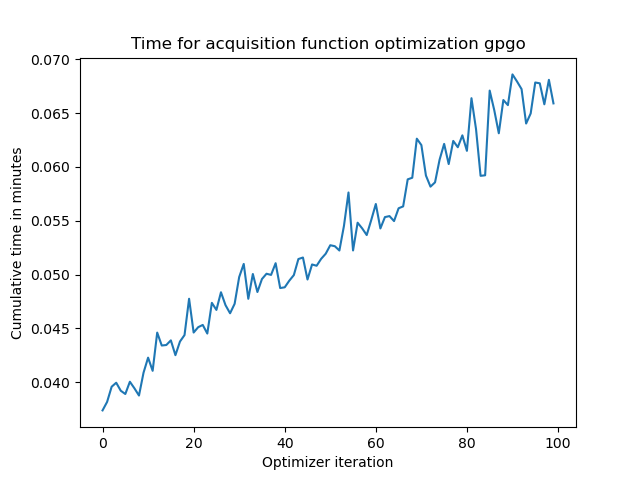 Time for acquisition function optimization gpgo
0.070
0.065
0.060
0.055
0.050
0.045
0.040
Cumulative time in minutes
0 20 40 60 80 100
Optimizer iteration